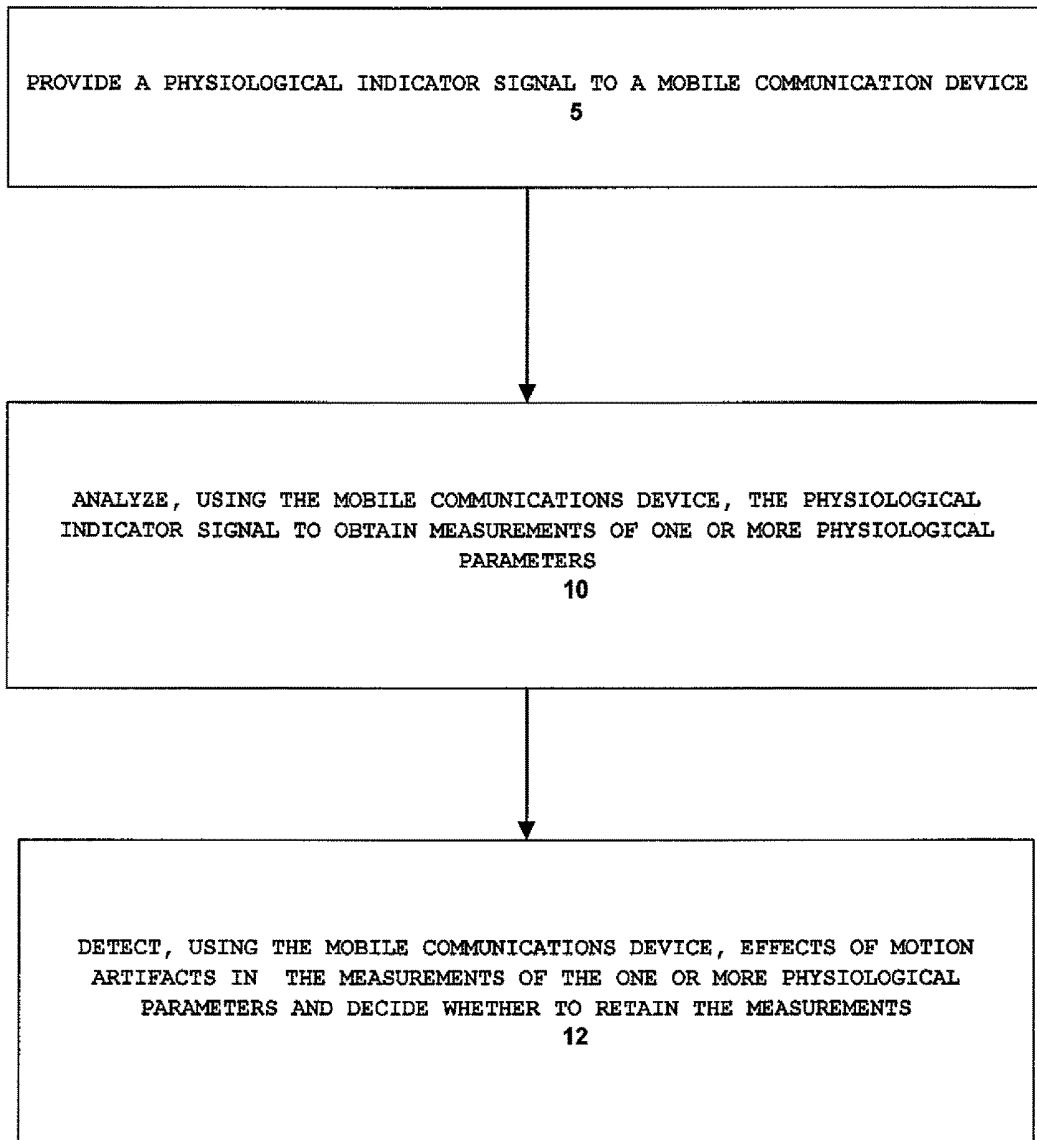 PROVIDE A PHYSIOLOGICAL INDICATOR SIGNAL TO A MOBILE COMMUNICATION DEVICE
5
ANALYZE, USING THE MOBILE COMMUNICATIONS DEVICE, THE PHYSIOLOGICAL
INDICATOR SIGNAL TO OBTAIN MEASUREMENTS OF ONE OR MORE PHYSIOLOGICAL
PARAMETERS
10
DETECT, USING THE MOBILE COMMUNICATIONS DEVICE, EFFECTS OF MOTION
ARTIFACTS IN THE MEASUREMENTS OF THE ONE OR MORE PHYSIOLOGICAL
PARAMETERS AND DECIDE WHETHER TO RETAIN THE MEASUREMENTS
12